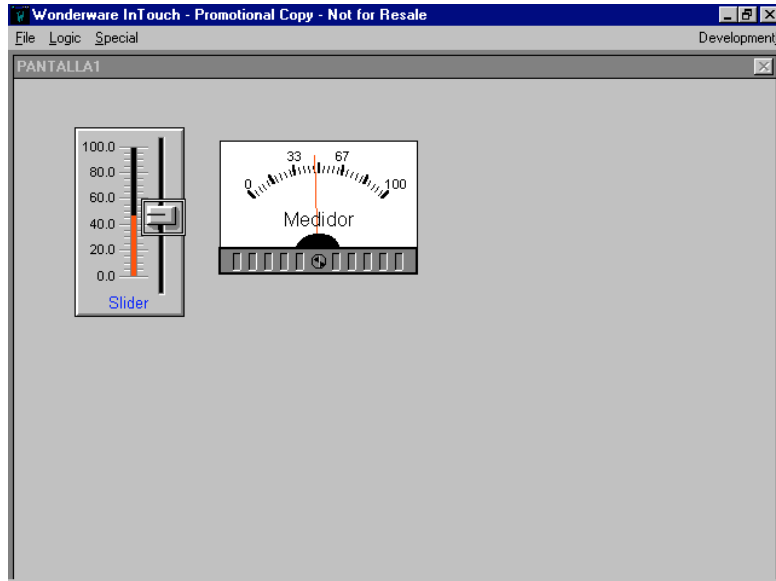 Wonderware InTouch - Promotional Copy - Not for Resale
File Logic Special Development
PANTALLA1
100.0
80.0
60.0
40.0
20.0
0.0
Slider
0 33 67 100
Medidor